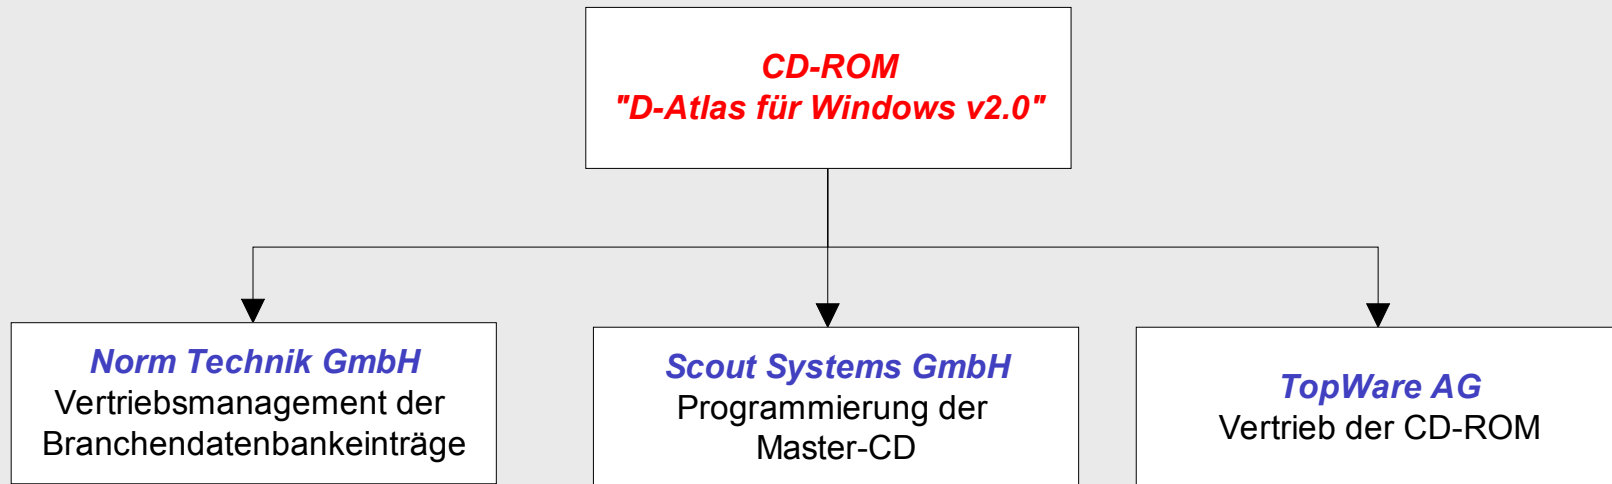 CD-ROM
"D-Atlas für Windows v2.0"
Norm Technik GmbH
Vertriebsmanagement der
Branchendatenbankeinträge
Scout Systems GmbH
Programmierung der
Master-CD
TopWare AG
Vertrieb der CD-ROM